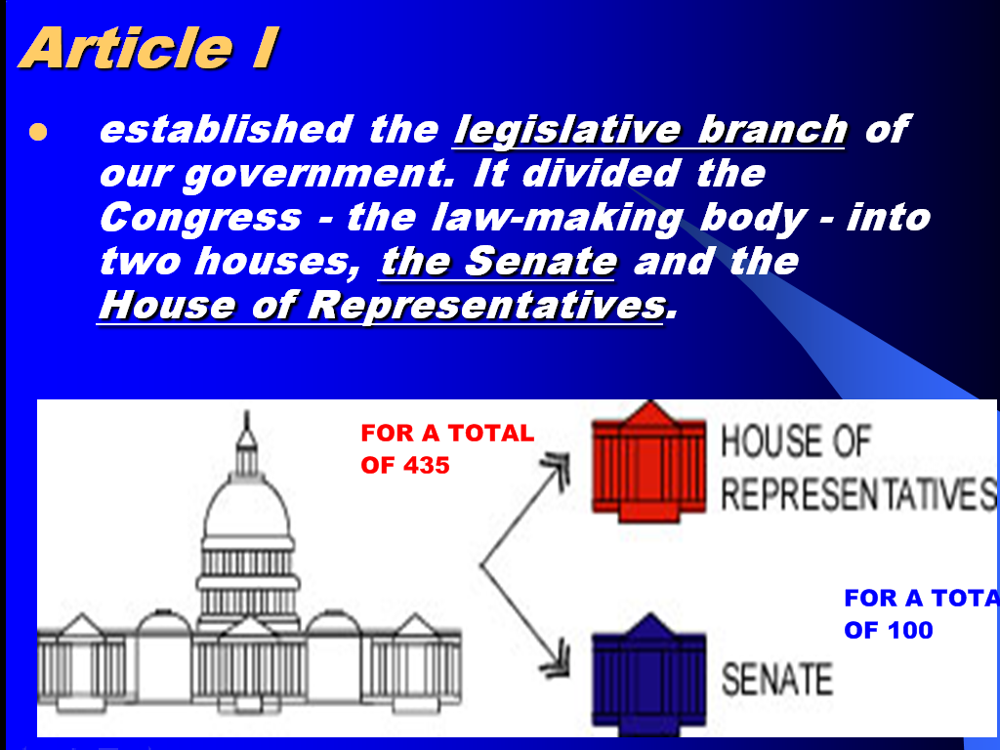 Article I
established the legislative branch of
our government. It divided the
Congress - the law-making body - into
two houses, the Senate and the
House of Representatives.
FOR A TOTAL
OF 435
HOUSE OF
REPRESENTATIVES
FOR A TOTA
OF 100
SENATE